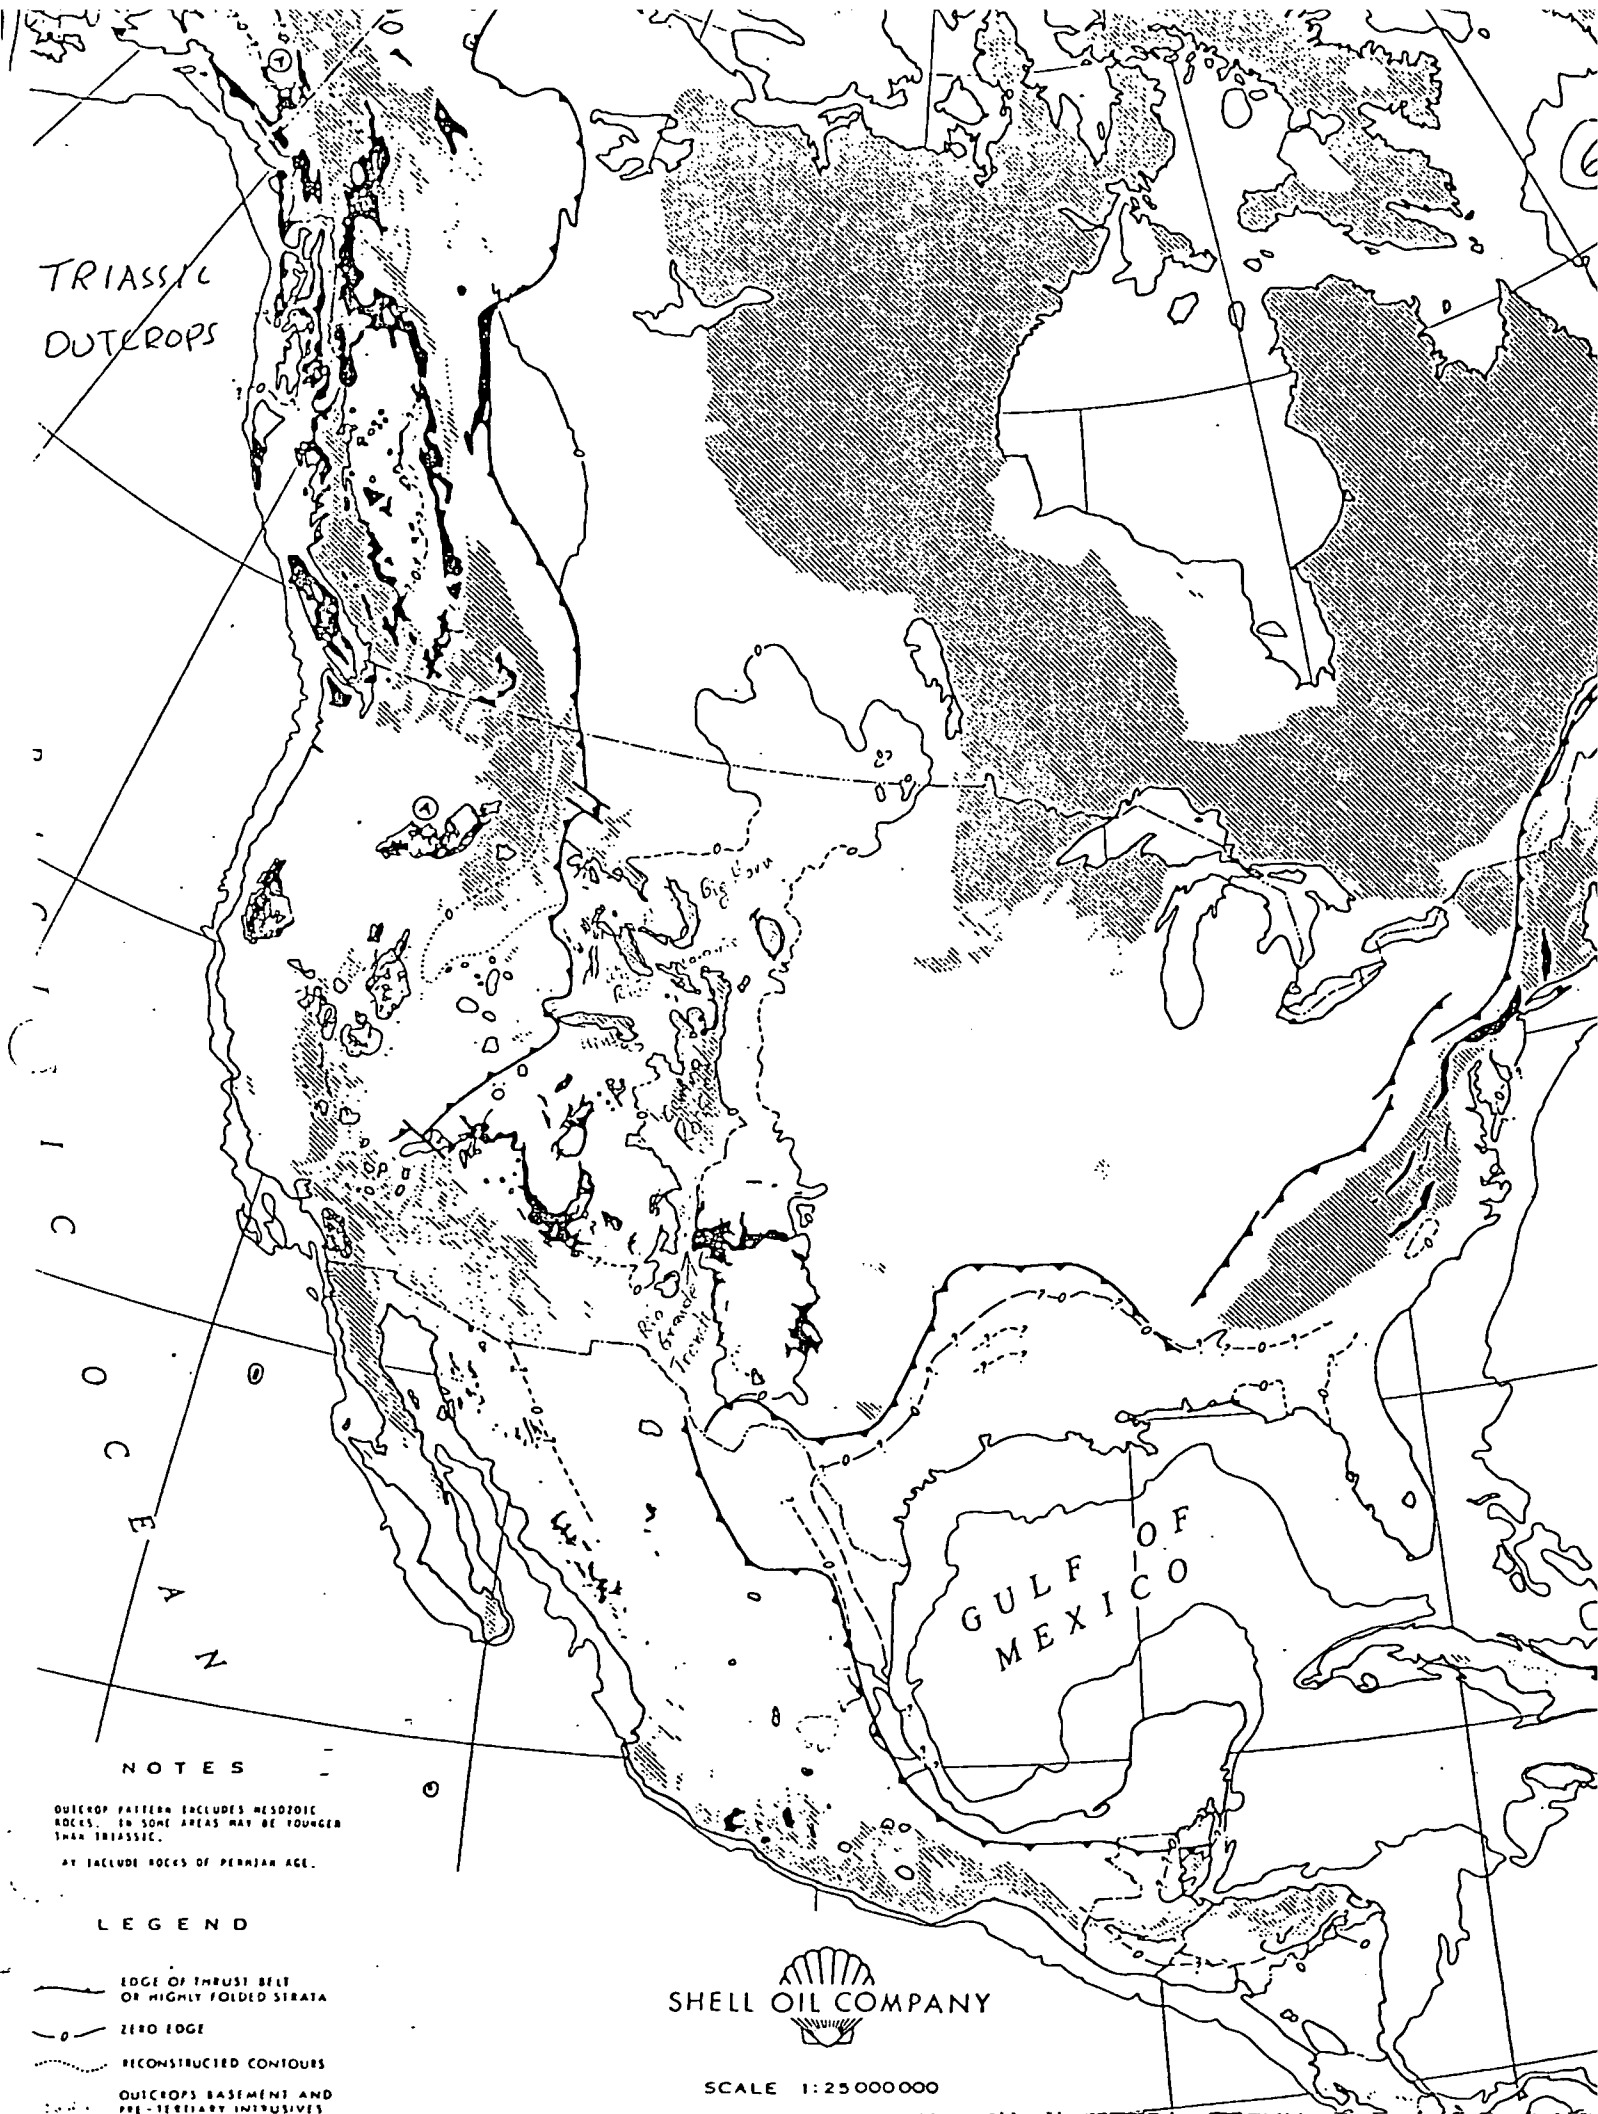 TRIASSIC
OUTCROPS
Big Horn
Rio
Grande
Trench
GULF OF
MEXICO
I
C
O
C
E
A
N
NOTES
OUTCROP PATTERN INCLUDES MESOZOIC
ROCKS. IN SOME AREAS MAY BE YOUNGER
THAN TRIASSIC.
AY INCLUDE ROCKS OF PERMIAN AGE.
LEGEND
EDGE OF THRUST BELT
OR HIGHLY FOLDED STRATA
0 ZERO EDGE
RECONSTRUCTED CONTOURS
OUTCROPS BASEMENT AND
PRE-TERTIARY INTRUSIVES
SHELL OIL COMPANY
SCALE 1:25000000